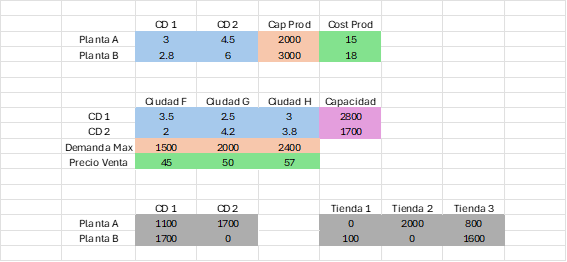 CD 1 CD 2 Cap Prod Cost Prod
Planta A 3 4.5 2000 15
Planta B 2.8 6 3000 18
Ciudad F Ciudad G Ciudad H Capacidad
CD 1 3.5 2.5 3 2800
CD 2 2 4.2 3.8 1700
Demanda Max 1500 2000 2400
Precio Venta 45 50 57
CD 1 CD 2 Tienda 1 Tienda 2 Tienda 3
Planta A 1100 1700 0 2000 800
Planta B 1700 0 100 0 1600